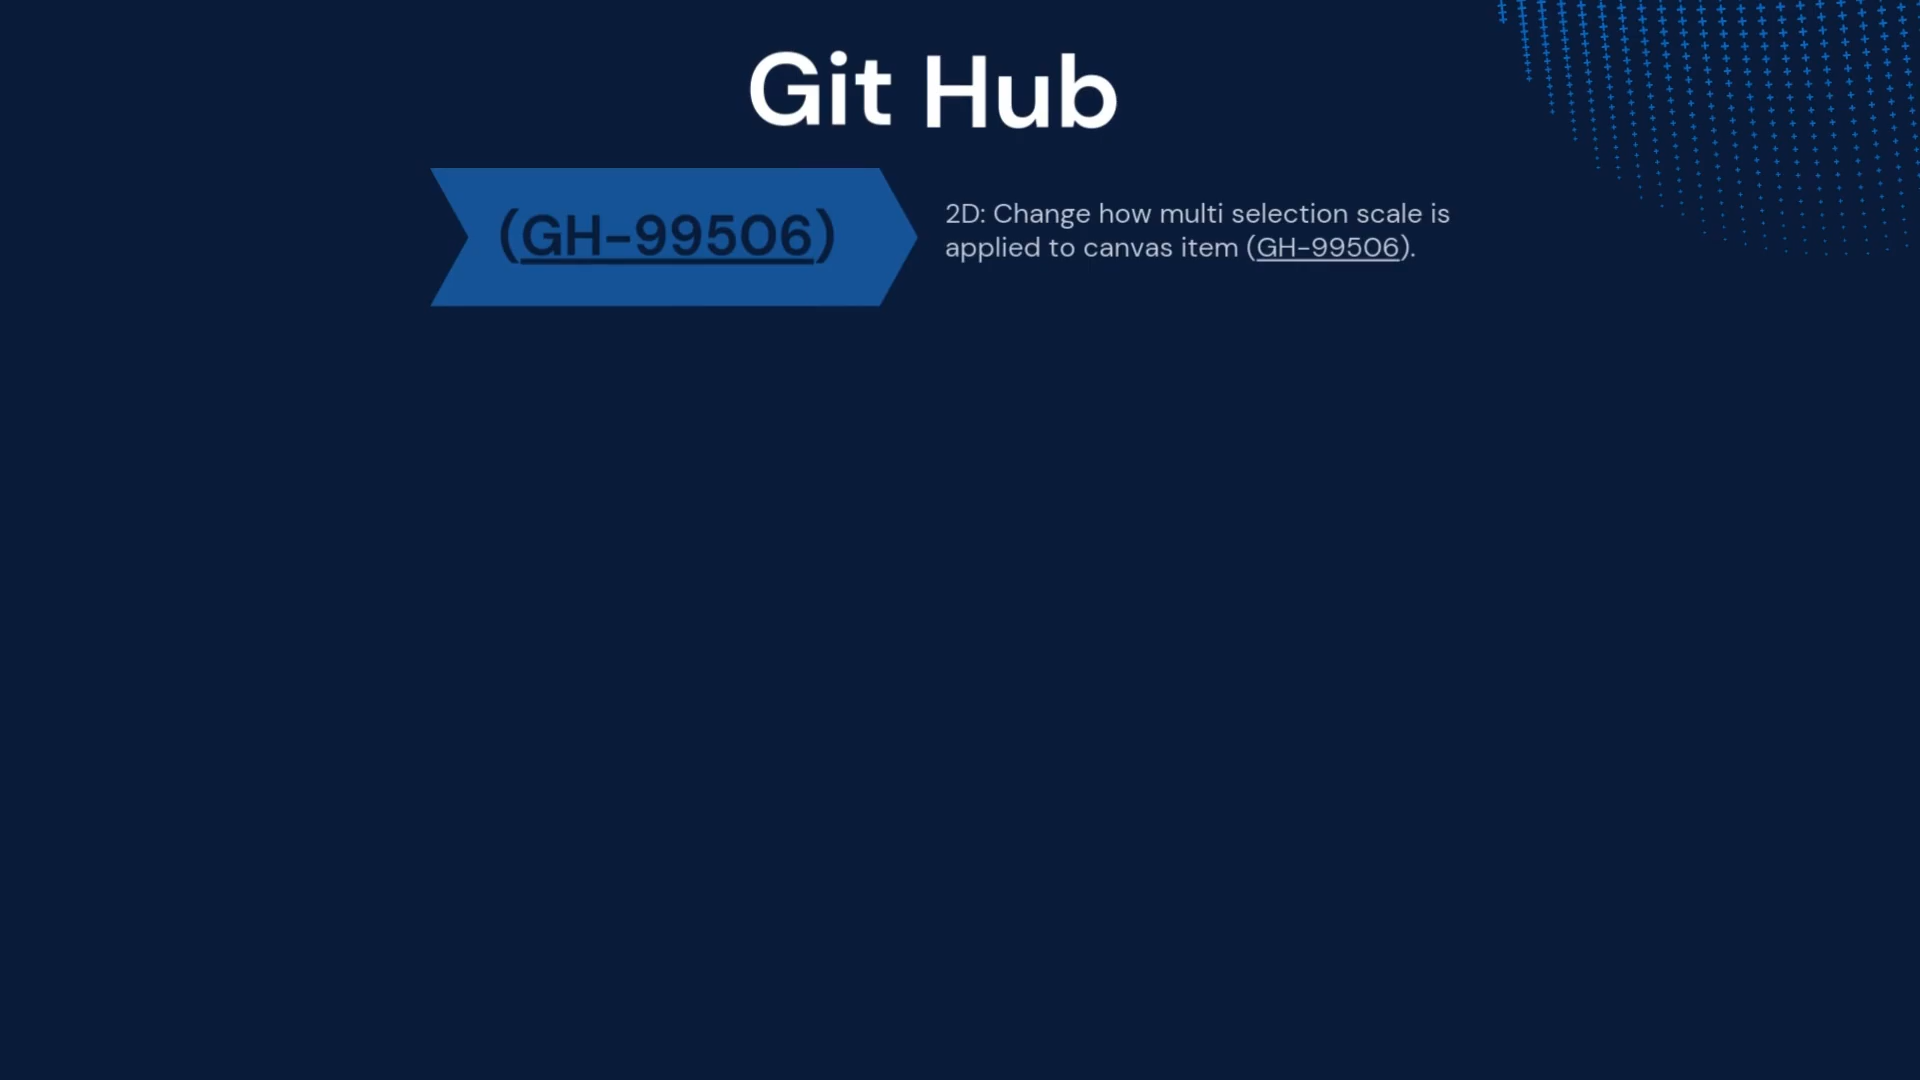 Git Hub
(GH-99506)
2D: Change how multi selection scale is
applied to canvas item (GH-99506).